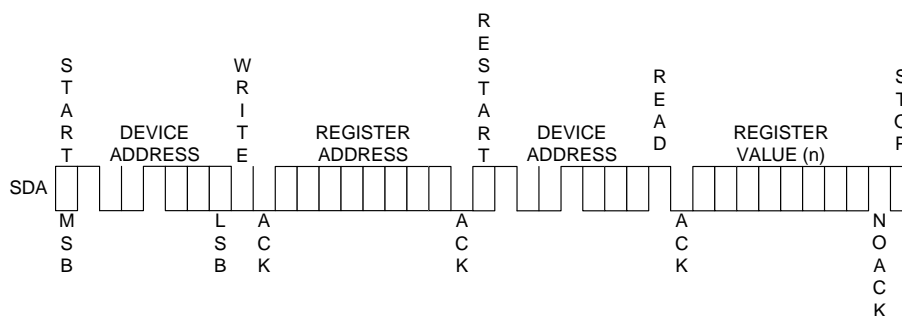 START
WRITE
RESTART
READ
STOP
DEVICE
ADDRESS
REGISTER
ADDRESS
DEVICE
ADDRESS
REGISTER
VALUE (n)
SDA
MSB
LSB
ACK
ACK
ACK
NOACK